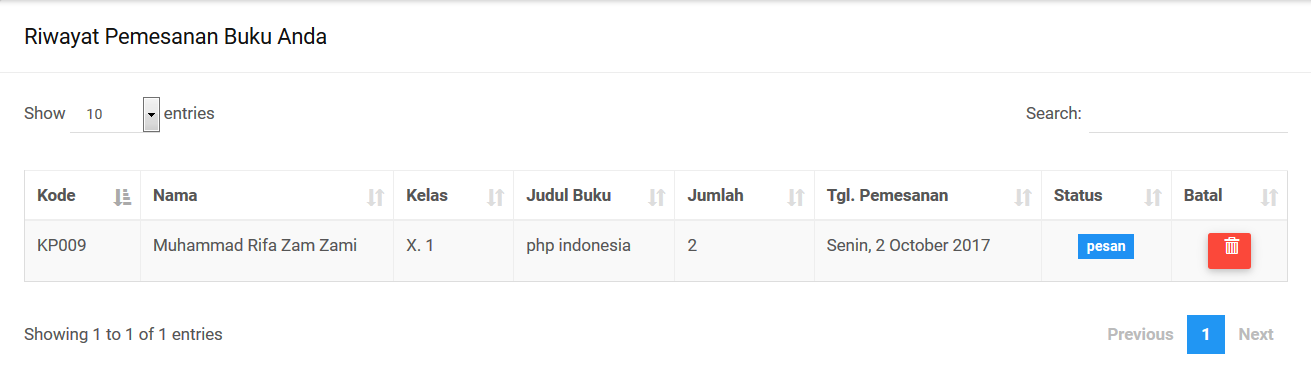 Riwayat Pemesanan Buku Anda
Show 10 entries Search:
Kode Nama Kelas Judul Buku Jumlah Tgl. Pemesanan Status Batal
KP009 Muhammad Rifa Zam Zami X. 1 php indonesia 2 Senin, 2 October 2017 pesan
Showing 1 to 1 of 1 entries Previous 1 Next